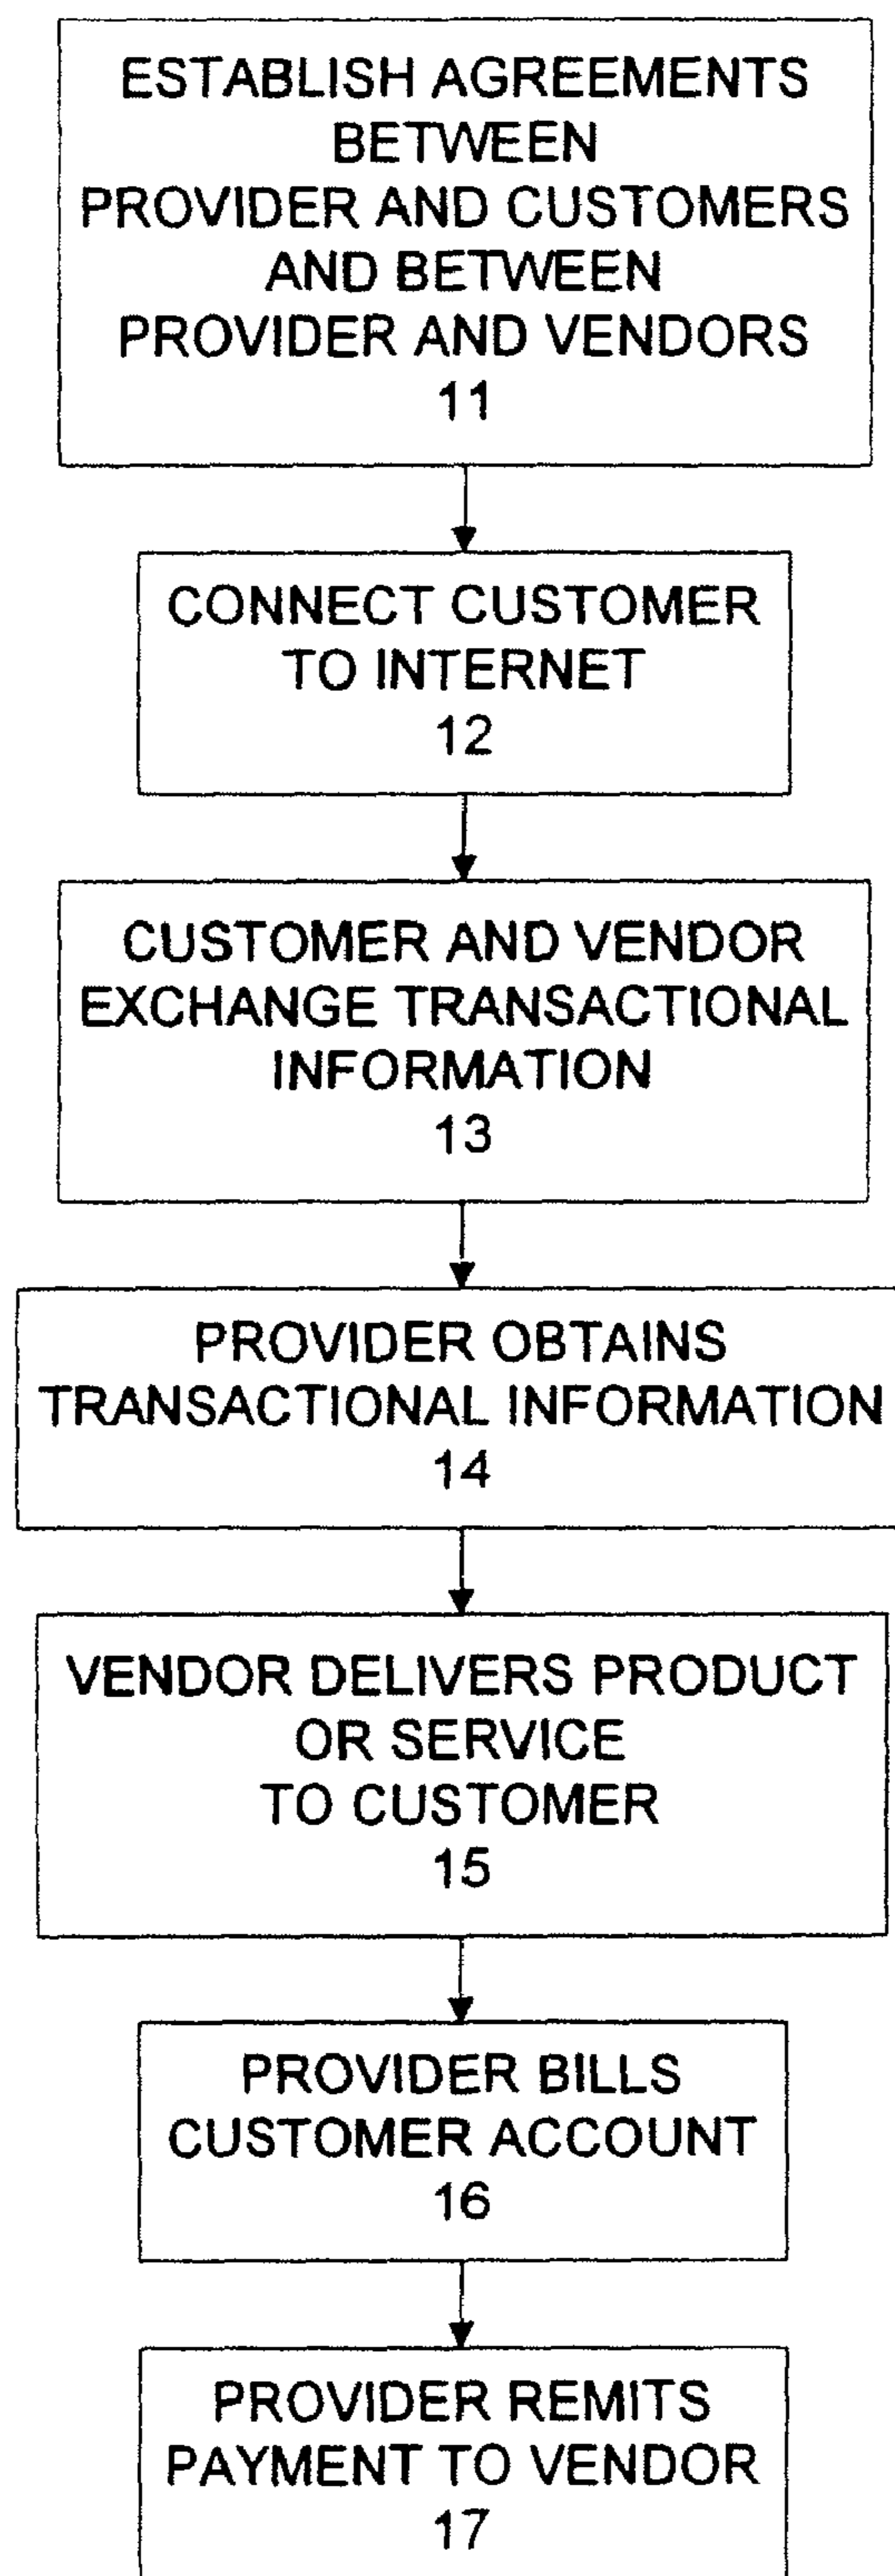 ESTABLISH AGREEMENTS
BETWEEN
PROVIDER AND CUSTOMERS
AND BETWEEN
PROVIDER AND VENDORS
11
CONNECT CUSTOMER
TO INTERNET
12
CUSTOMER AND VENDOR
EXCHANGE TRANSACTIONAL
INFORMATION
13
PROVIDER OBTAINS
TRANSACTIONAL INFORMATION
14
VENDOR DELIVERS PRODUCT
OR SERVICE
TO CUSTOMER
15
PROVIDER BILLS
CUSTOMER ACCOUNT
16
PROVIDER REMITS
PAYMENT TO VENDOR
17